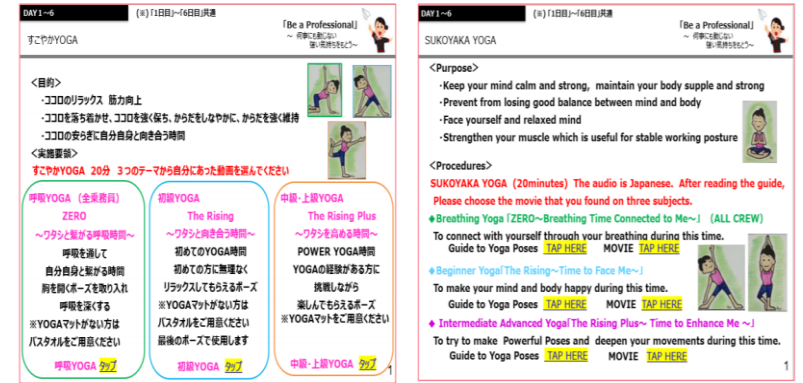 DAY1～6
(※)「1日目」～「6日目」共通
「Be a Professional」
～ 何事にも動じない
強い気持ちをもとう～
すこやかYOGA
＜目的＞
・ココロのリラックス 筋力向上
・ココロを落ち着かせ、ココロを強く保ち、からだをしなやかに、からだを強く維持
・ココロの安らぎに自分自身と向き合う時間
＜実施要領＞
すこやかYOGA 20分 3つのテーマから自分にあった動画を選んでください
呼吸YOGA （全乗務員）
ZERO
～ワタシと繋がる呼吸時間～
呼吸を通して
自分自身と繋がる時間
胸を開くポーズを取り入れ
呼吸を深くする
※YOGAマットがない方は
バスタオルをご用意ください
呼吸YOGA タップ
初級YOGA
The Rising
～ワタシと向き合う時間～
初めてのYOGA時間
初めての方に無理なく
リラックスしてもらえるポーズ
※YOGAマットがない方は
バスタオルをご用意ください
最後のポーズで使用します
初級YOGA タップ
中級・上級YOGA
The Rising Plus
～ワタシを高める時間～
POWER YOGA時間
YOGAの経験がある方に
挑戦しながら
楽しんでもらえるポーズ
※YOGAマットをご用意ください
中級・上級YOGA タップ
1
DAY1～6
(※)「1日目」～「6日目」共通
「Be a Professional」
～ 何事にも動じない
強い気持ちをもとう～
SUKOYAKA YOGA
＜Purpose＞
・Keep your mind calm and strong, maintain your body supple and strong
・Prevent from losing good balance between mind and body
・Face yourself and relaxed mind
・Strengthen your muscle which is useful for stable working posture
＜Procedures＞
SUKOYAKA YOGA（20minutes）The audio is Japanese. After reading the guide,
Please choose the movie that you found on three subjects.
♦Breathing Yoga「ZERO～Breathing Time Connected to Me～」 (ALL CREW)
To connect with yourself through your breathing during this time.
Guide to Yoga Poses TAP HERE MOVIE TAP HERE
♦Beginner Yoga「The Rising～Time to Face Me～」
To make your mind and body happy during this time.
Guide to Yoga Poses TAP HERE MOVIE TAP HERE
♦ Intermediate Advanced Yoga「The Rising Plus～ Time to Enhance Me ～」
To try to make Powerful Poses and deepen your movements during this time.
Guide to Yoga Poses TAP HERE MOVIE TAP HERE
1